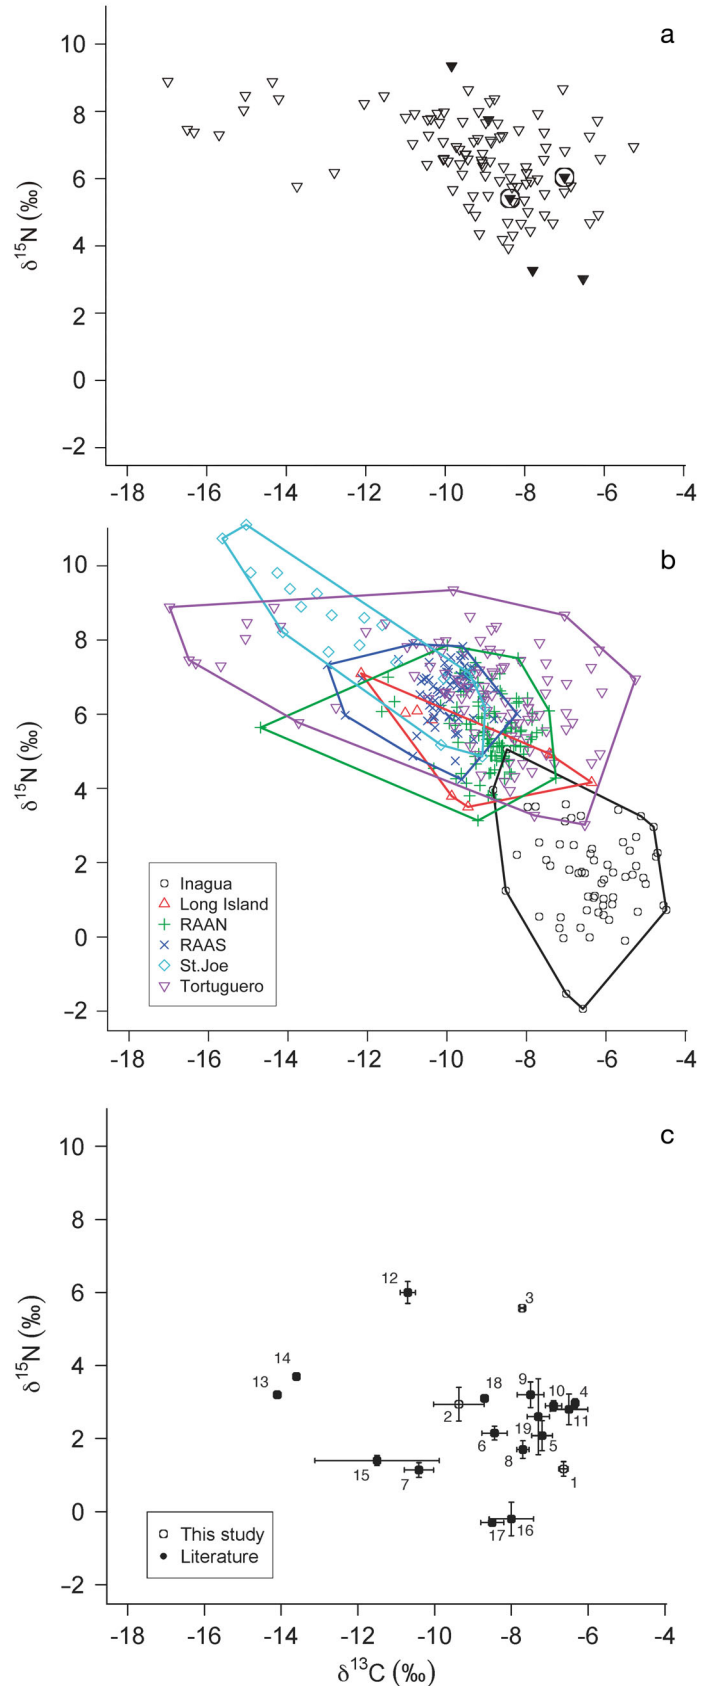 a
10
8
6
4
2
0
−2
δ15N (‰)
-18 -16 -14 -12 -10 -8 -6 -4
b
10
8
6
4
2
0
−2
δ15N (‰)
Inagua
Long Island
RAAN
RAAS
St.Joe
Tortuguero
-18 -16 -14 -12 -10 -8 -6 -4
c
10
8
6
4
2
0
−2
δ15N (‰)
12
3
14
13
18
9
10
4
2
11
6
19
5
8
15
7
1
17
16
This study
Literature
-18 -16 -14 -12 -10 -8 -6 -4
δ13C (‰)